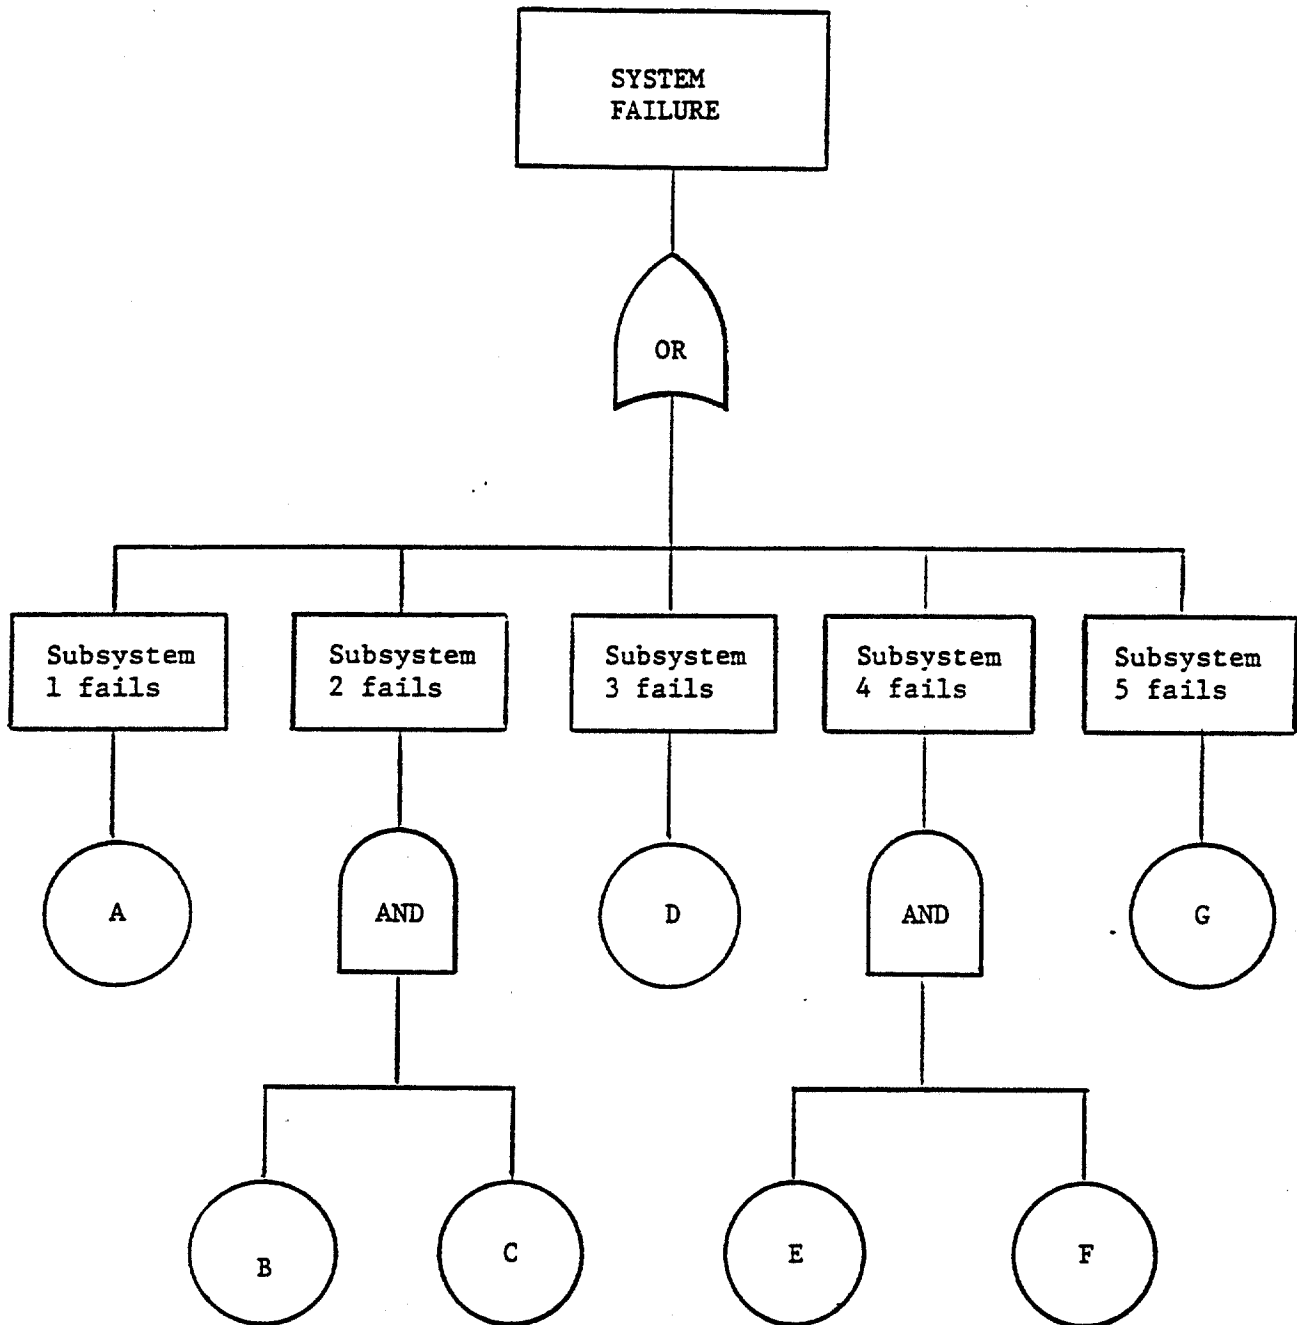 SYSTEM
FAILURE
OR
Subsystem
1 fails
Subsystem
2 fails
Subsystem
3 fails
Subsystem
4 fails
Subsystem
5 fails
A
AND
D
AND
G
B
C
E
F